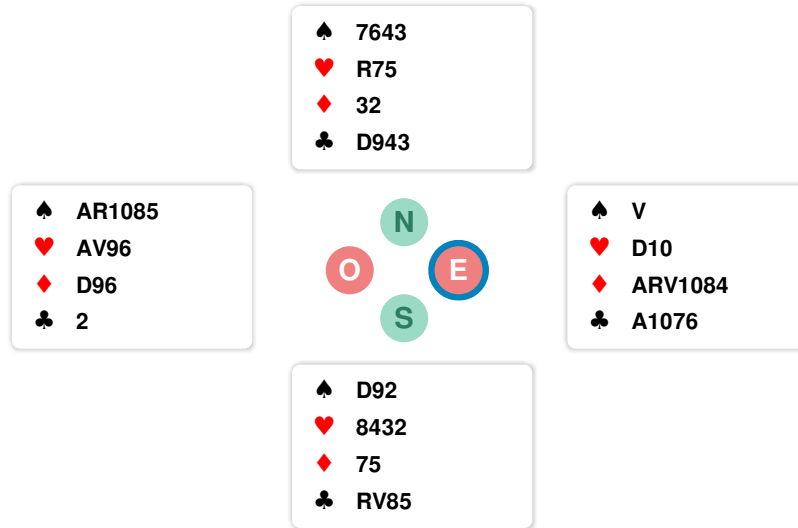 ♠ 7643
♥ R75
♦ 32
♣ D943
♠ AR1085
♥ AV96
♦ D96
♣ 2
N
O E
S
♠ V
♥ D10
♦ ARV1084
♣ A1076
♠ D92
♥ 8432
♦ 75
♣ RV85